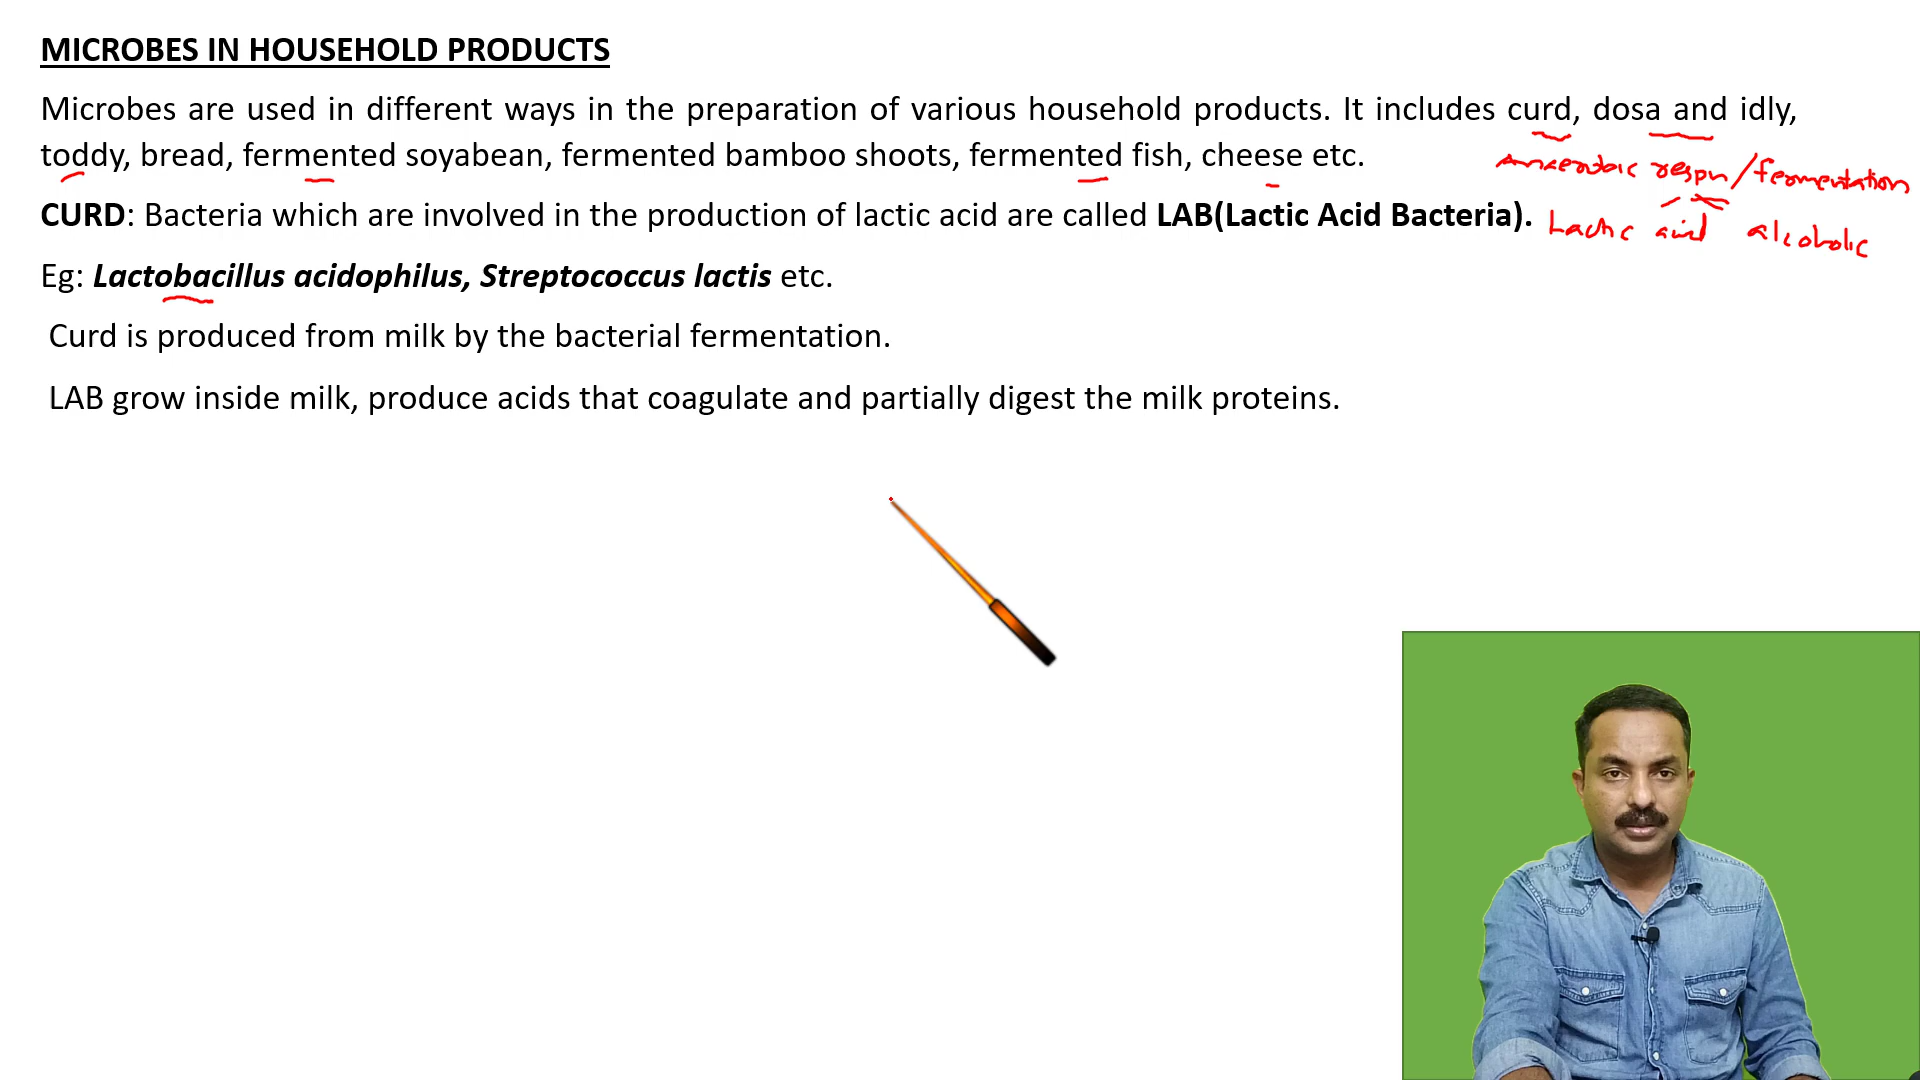 MICROBES IN HOUSEHOLD PRODUCTS
Microbes are used in different ways in the preparation of various household products. It includes curd, dosa and idly,
toddy, bread, fermented soyabean, fermented bamboo shoots, fermented fish, cheese etc.
Anaerobic respn/fermentation
CURD: Bacteria which are involved in the production of lactic acid are called LAB(Lactic Acid Bacteria).
Lactic acid alcoholic
Eg: Lactobacillus acidophilus, Streptococcus lactis etc.
Curd is produced from milk by the bacterial fermentation.
LAB grow inside milk, produce acids that coagulate and partially digest the milk proteins.